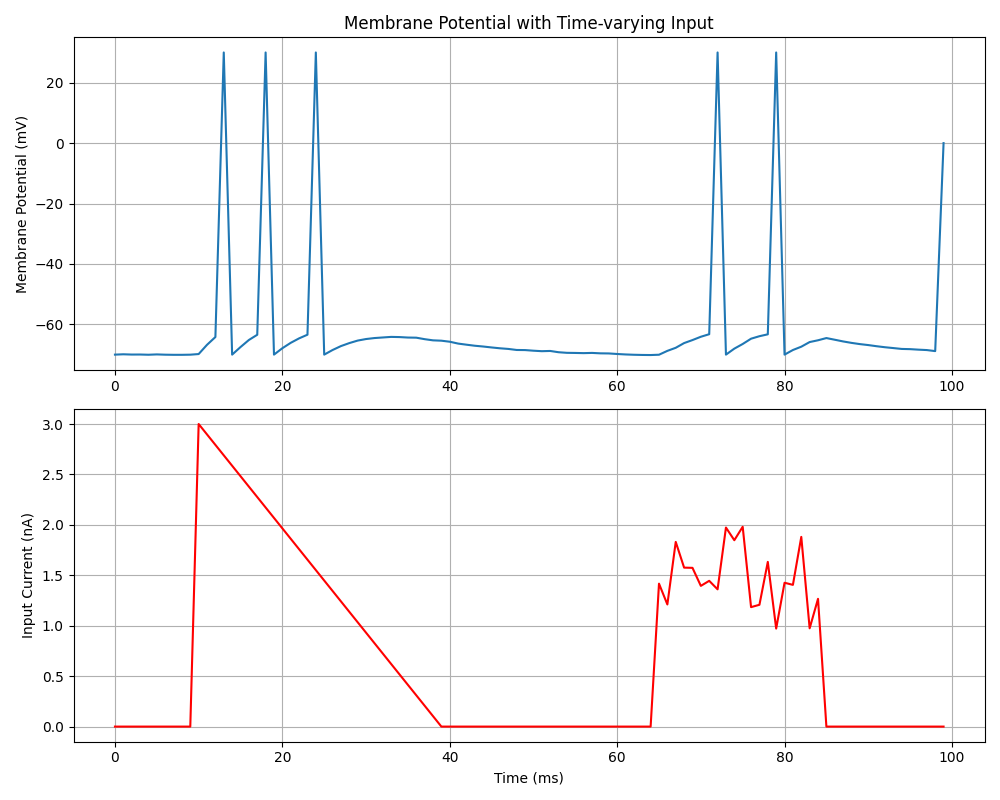 Membrane Potential with Time-varying Input
Membrane Potential (mV)
20
0
−20
−40
−60
0 20 40 60 80 100
Input Current (nA)
3.0
2.5
2.0
1.5
1.0
0.5
0.0
0 20 40 60 80 100
Time (ms)